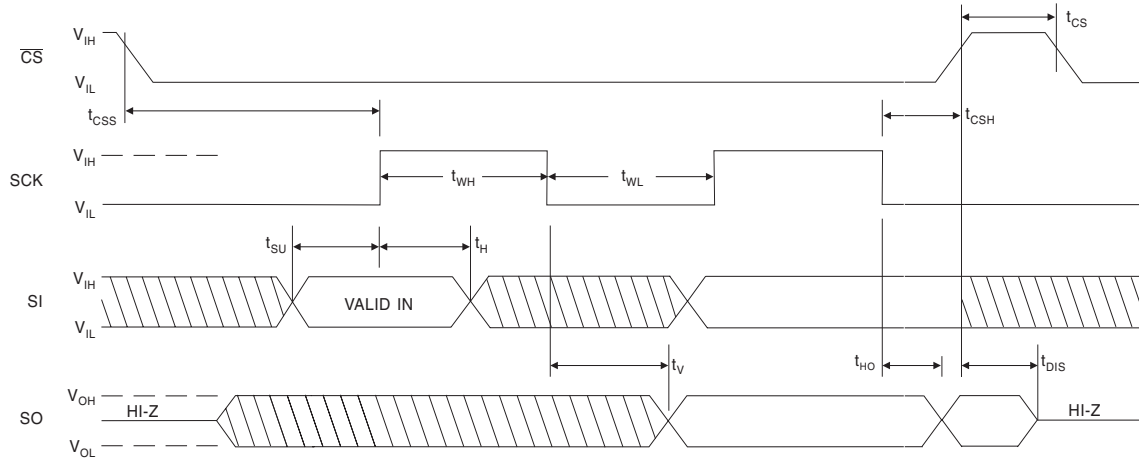 t_CS
V_IH
C̅S̅
V_IL
t_CSS
t_CSH
V_IH
SCK
t_WH
t_WL
V_IL
t_SU
t_H
V_IH
SI
VALID IN
V_IL
t_V
t_HO
t_DIS
V_OH
SO
HI-Z
HI-Z
V_OL